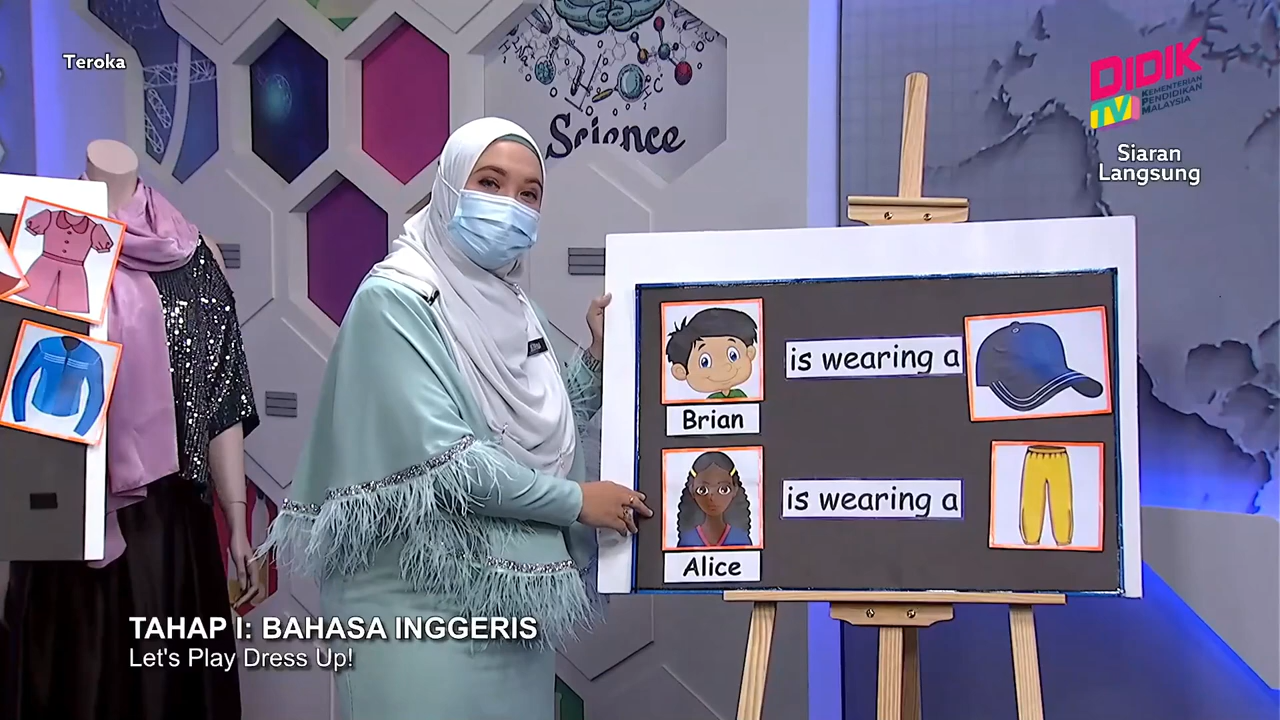 Teroka
Science
DIDIK
TV
KEMENTERIAN
PENDIDIKAN
MALAYSIA
Siaran
Langsung
is wearing a
Brian
is wearing a
Alice
TAHAP I: BAHASA INGGERIS
Let's Play Dress Up!